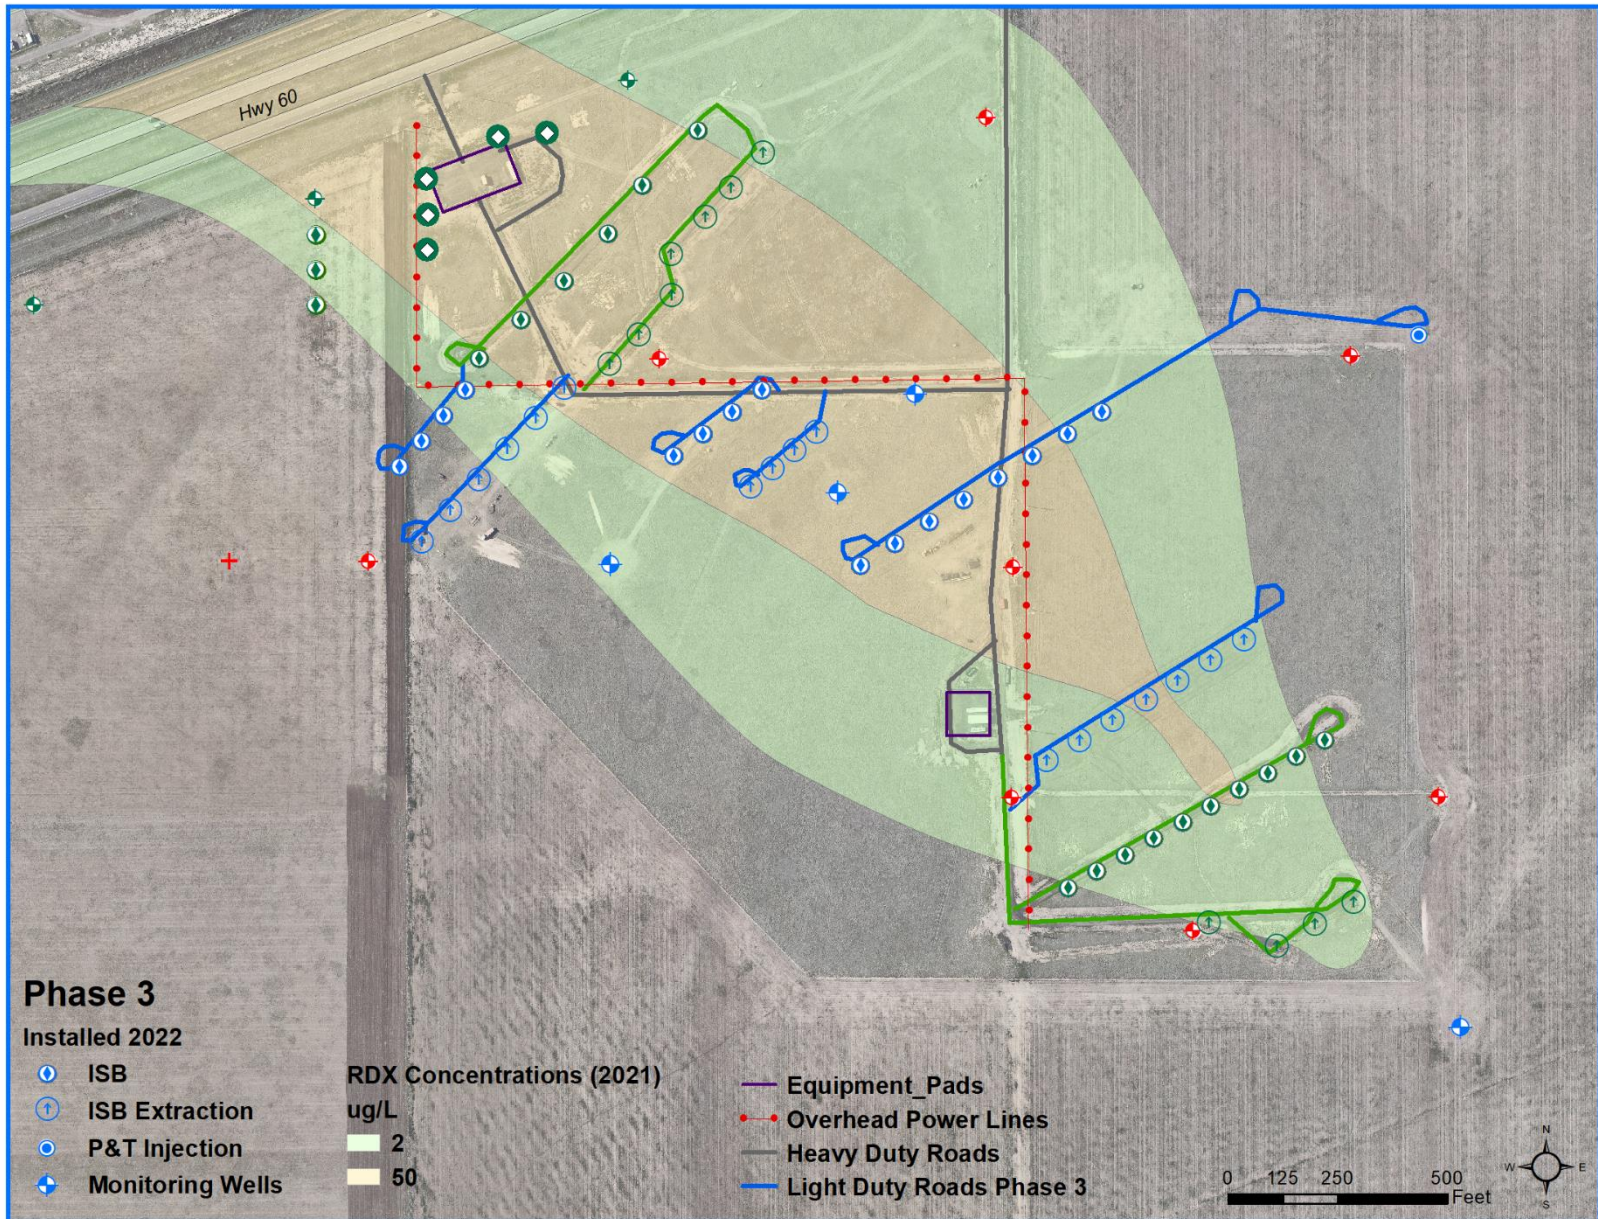 Hwy 60
Phase 3
Installed 2022
ISB
ISB Extraction
P&T Injection
Monitoring Wells
RDX Concentrations (2021)
ug/L
2
50
Equipment_Pads
Overhead Power Lines
Heavy Duty Roads
Light Duty Roads Phase 3
0 125 250 500
Feet
N
W E
S